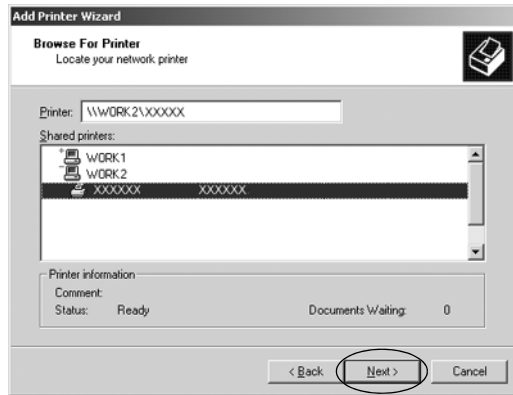 Add Printer Wizard
Browse For Printer
Locate your network printer
Printer: \\WORK2\XXXXX
Shared printers:
WORK1
WORK2
XXXXXX XXXXXX
Printer information
Comment:
Status: Ready Documents Waiting: 0
< Back Next > Cancel